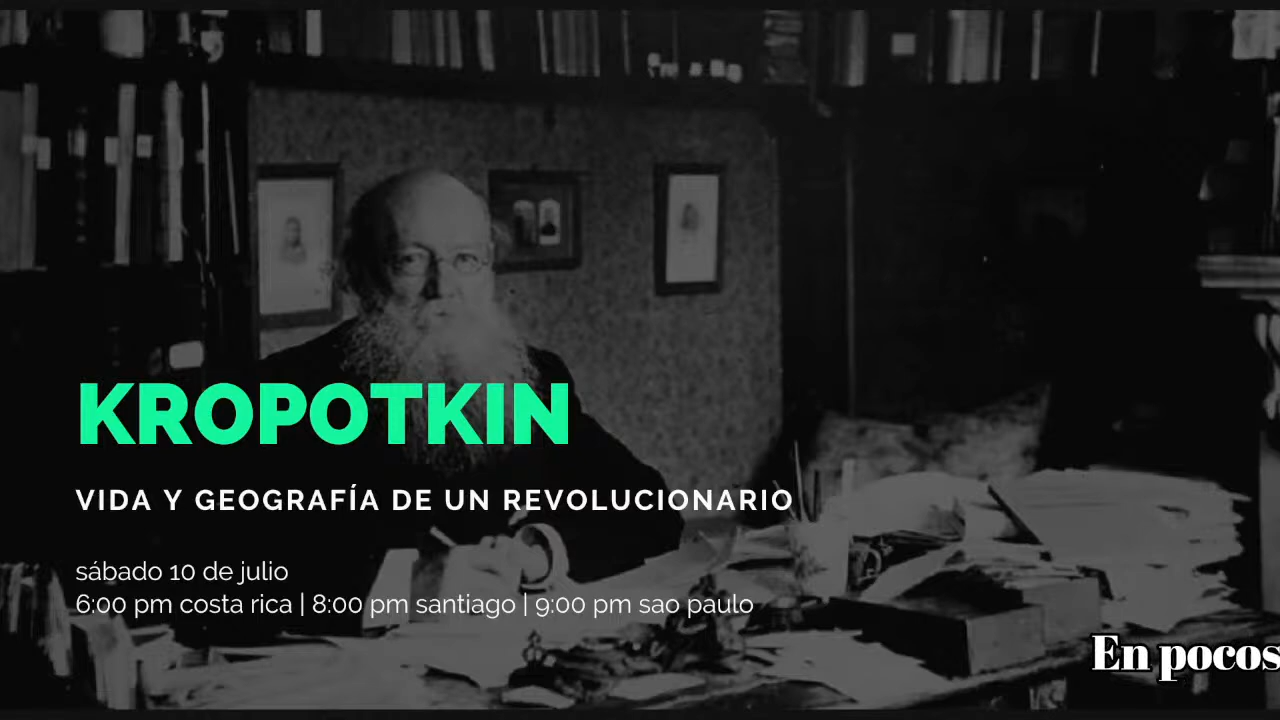 KROPOTKIN
VIDA Y GEOGRAFÍA DE UN REVOLUCIONARIO
sábado 10 de julio
6:00 pm costa rica | 8:00 pm santiago | 9:00 pm sao paulo
En pocos